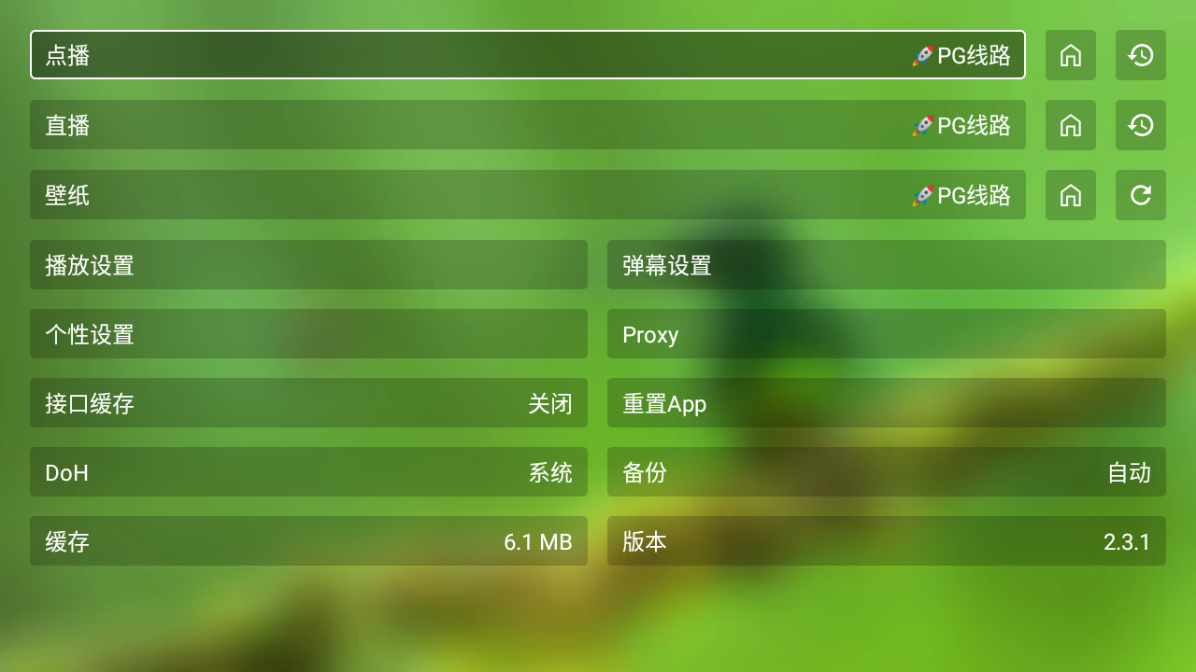 点播 🚀PG线路
直播 🚀PG线路
壁纸 🚀PG线路
播放设置 弹幕设置
个性设置 Proxy
接口缓存 关闭 重置App
DoH 系统 备份 自动
缓存 6.1 MB 版本 2.3.1